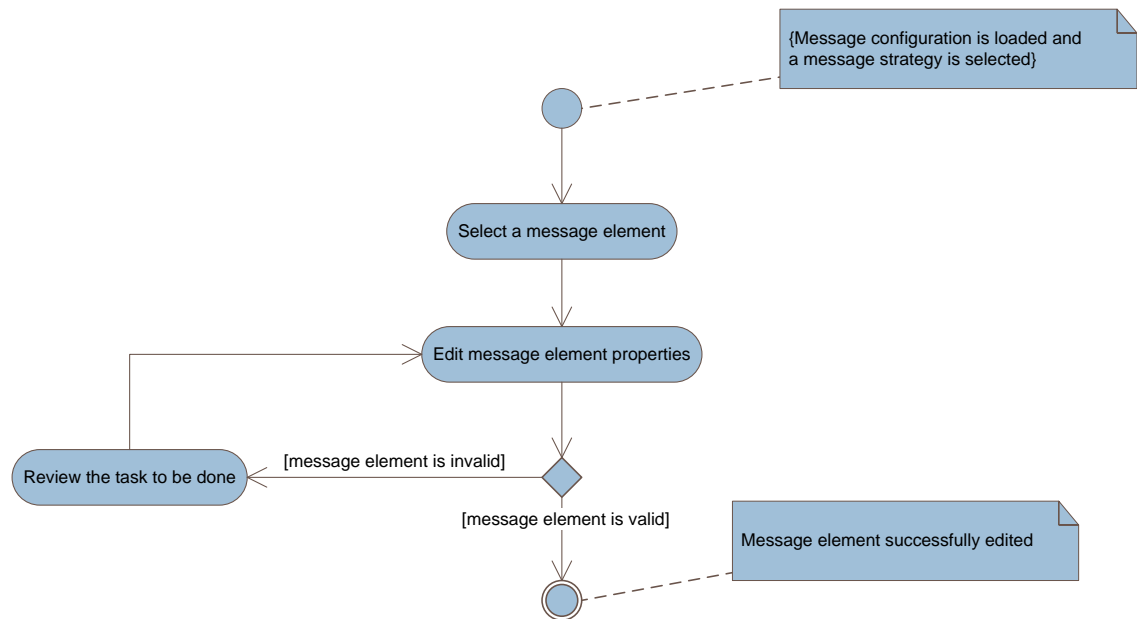 {Message configuration is loaded and
a message strategy is selected}
Select a message element
Edit message element properties
[message element is invalid]
Review the task to be done
[message element is valid]
Message element successfully edited